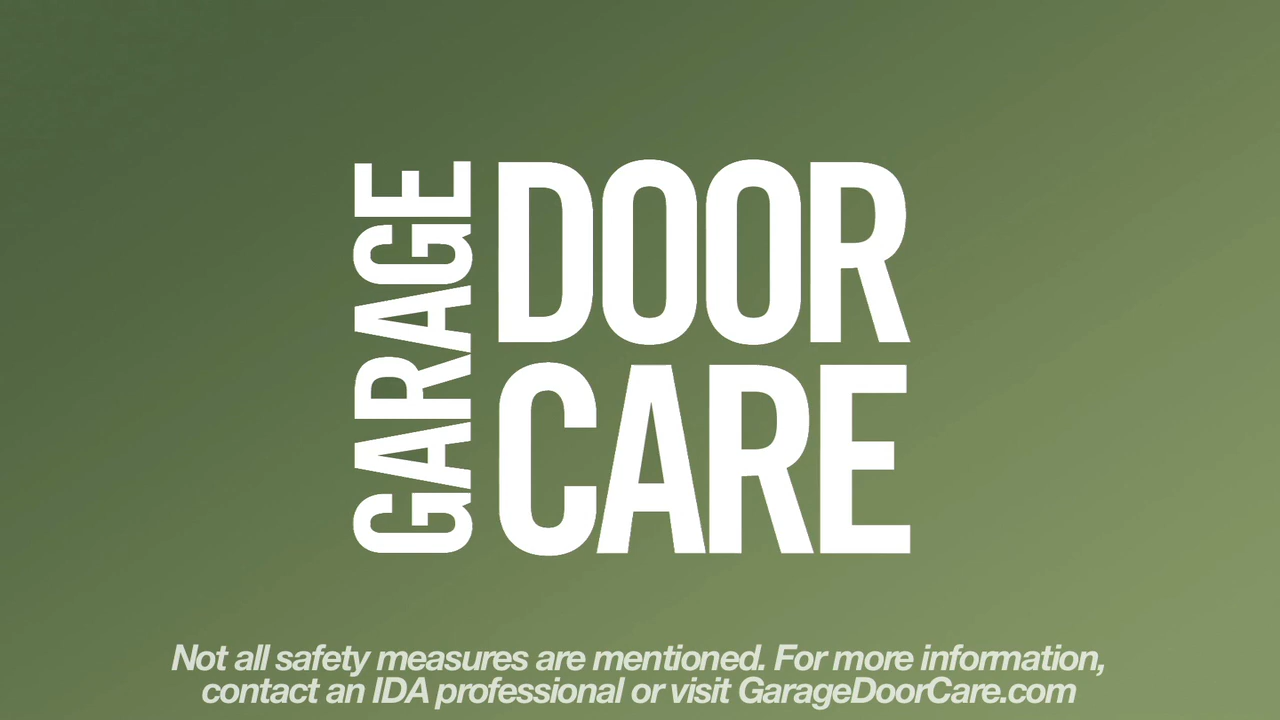 GARAGE
DOOR
CARE
Not all safety measures are mentioned. For more information,
contact an IDA professional or visit GarageDoorCare.com